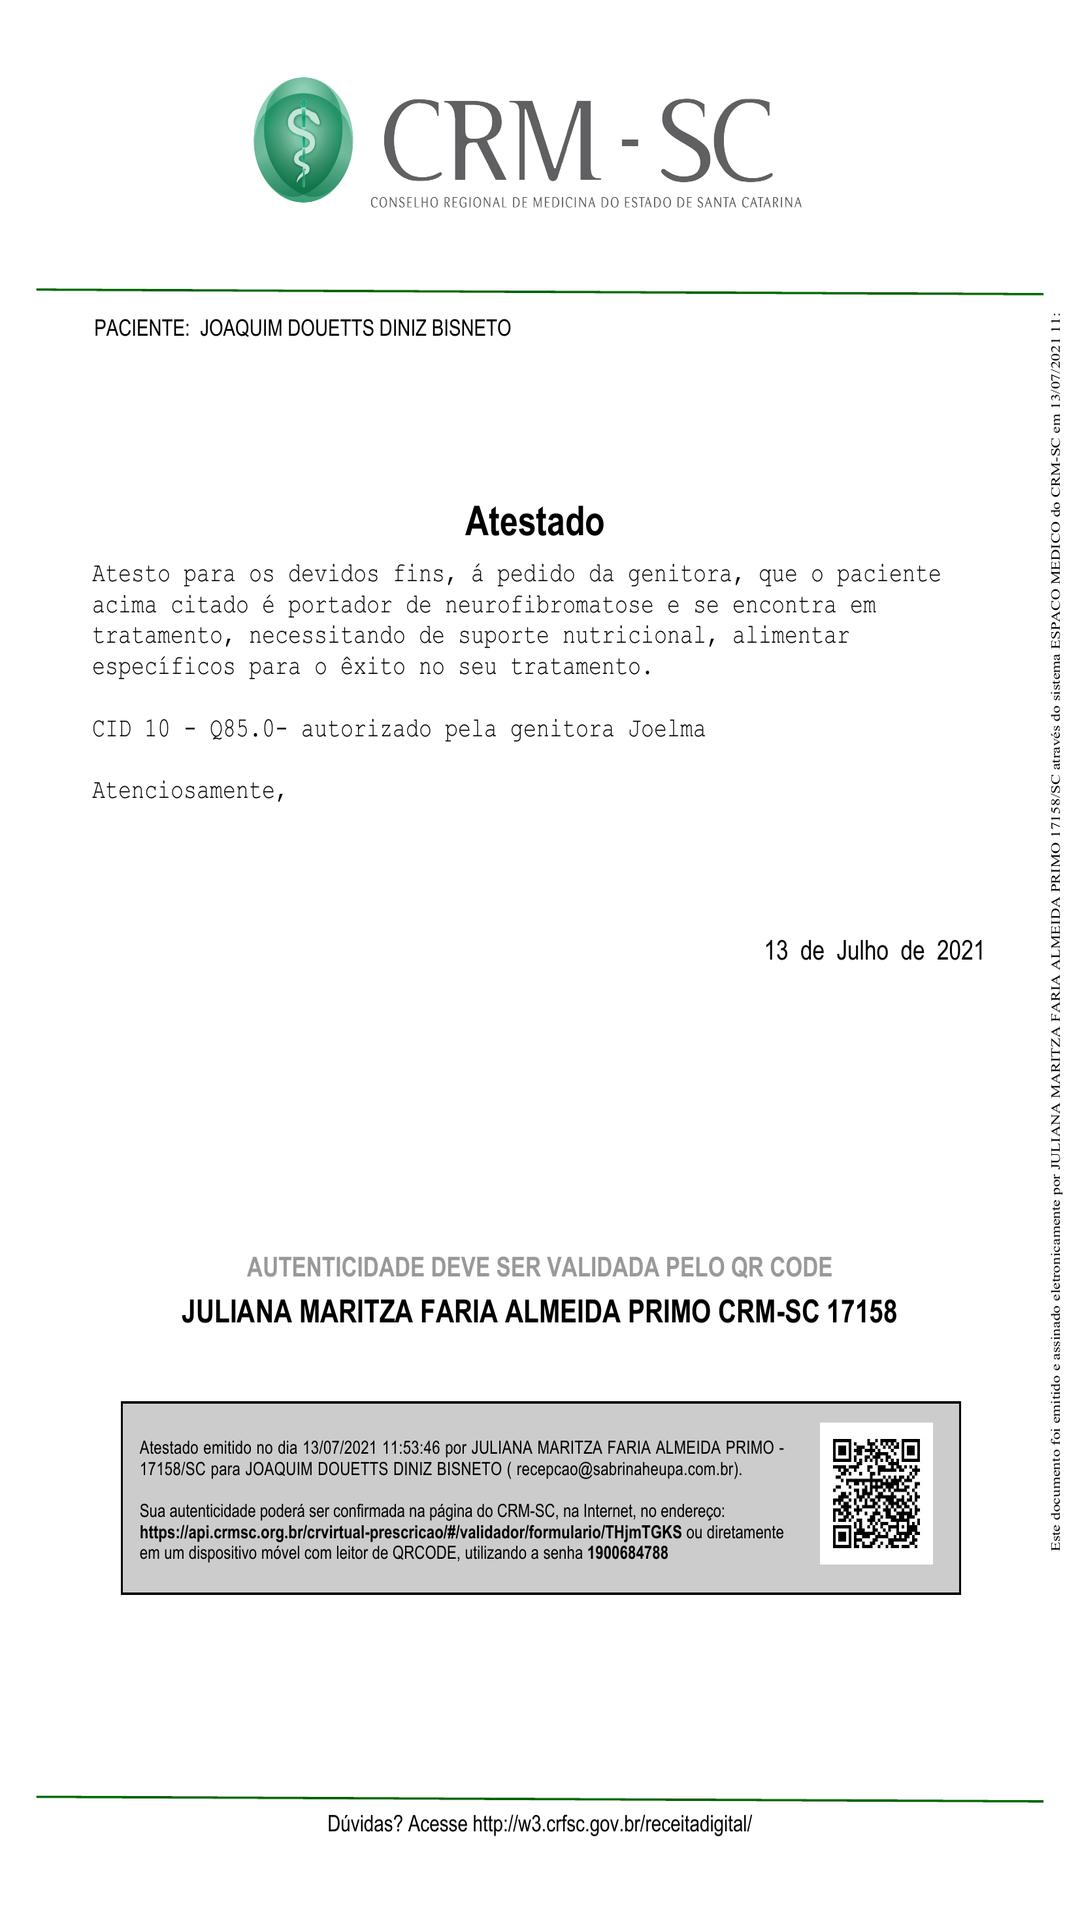 CRM - SC
CONSELHO REGIONAL DE MEDICINA DO ESTADO DE SANTA CATARINA
PACIENTE: JOAQUIM DOUETTS DINIZ BISNETO
Atestado
Atesto para os devidos fins, á pedido da genitora, que o paciente
acima citado é portador de neurofibromatose e se encontra em
tratamento, necessitando de suporte nutricional, alimentar
específicos para o êxito no seu tratamento.
CID 10 - Q85.0- autorizado pela genitora Joelma
Atenciosamente,
13 de Julho de 2021
AUTENTICIDADE DEVE SER VALIDADA PELO QR CODE
JULIANA MARITZA FARIA ALMEIDA PRIMO CRM-SC 17158
Atestado emitido no dia 13/07/2021 11:53:46 por JULIANA MARITZA FARIA ALMEIDA PRIMO -
17158/SC para JOAQUIM DOUETTS DINIZ BISNETO ( recepcao@sabrinaheupa.com.br).
Sua autenticidade poderá ser confirmada na página do CRM-SC, na Internet, no endereço:
https://api.crmsc.org.br/crvirtual-prescricao/#/validador/formulario/THjmTGKS ou diretamente
em um dispositivo móvel com leitor de QRCODE, utilizando a senha 1900684788
Dúvidas? Acesse http://w3.crfsc.gov.br/receitadigital/
Este documento foi emitido e assinado eletronicamente por JULIANA MARITZA FARIA ALMEIDA PRIMO 17158/SC através do sistema ESPACO MEDICO do CRM-SC em 13/07/2021 11: